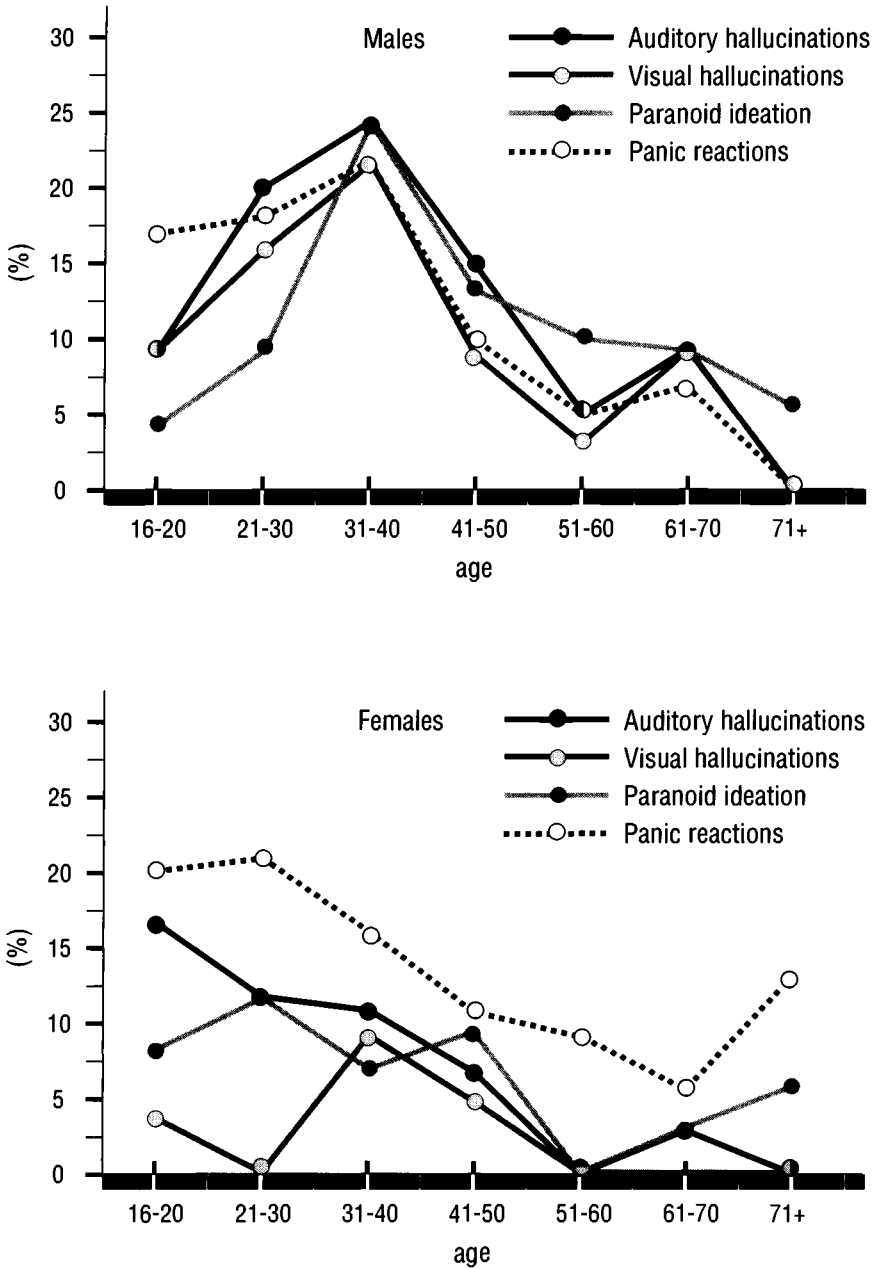 30
Males
Auditory hallucinations
Visual hallucinations
25
Paranoid ideation
Panic reactions
20
(%)
15
10
5
0
16-20 21-30 31-40 41-50 51-60 61-70 71+
age
30
Females
Auditory hallucinations
Visual hallucinations
25
Paranoid ideation
Panic reactions
20
(%)
15
10
5
0
16-20 21-30 31-40 41-50 51-60 61-70 71+
age